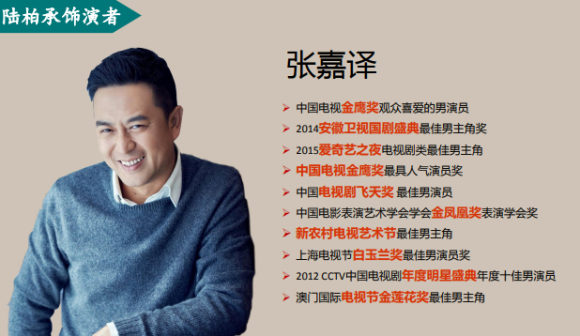 陆柏承饰演者
张嘉译
中国电视金鹰奖观众喜爱的男演员
2014安徽卫视国剧盛典最佳男主角奖
2015爱奇艺之夜电视剧类最佳男主角
中国电视金鹰奖最具人气演员奖
中国电视剧飞天奖 最佳男演员
中国电影表演艺术学会学会金凤凰奖表演学会奖
新农村电视艺术节最佳男主角
上海电视节白玉兰奖最佳男演员奖
2012 CCTV中国电视剧年度明星盛典年度十佳男演员
澳门国际电视节金莲花奖最佳男主角